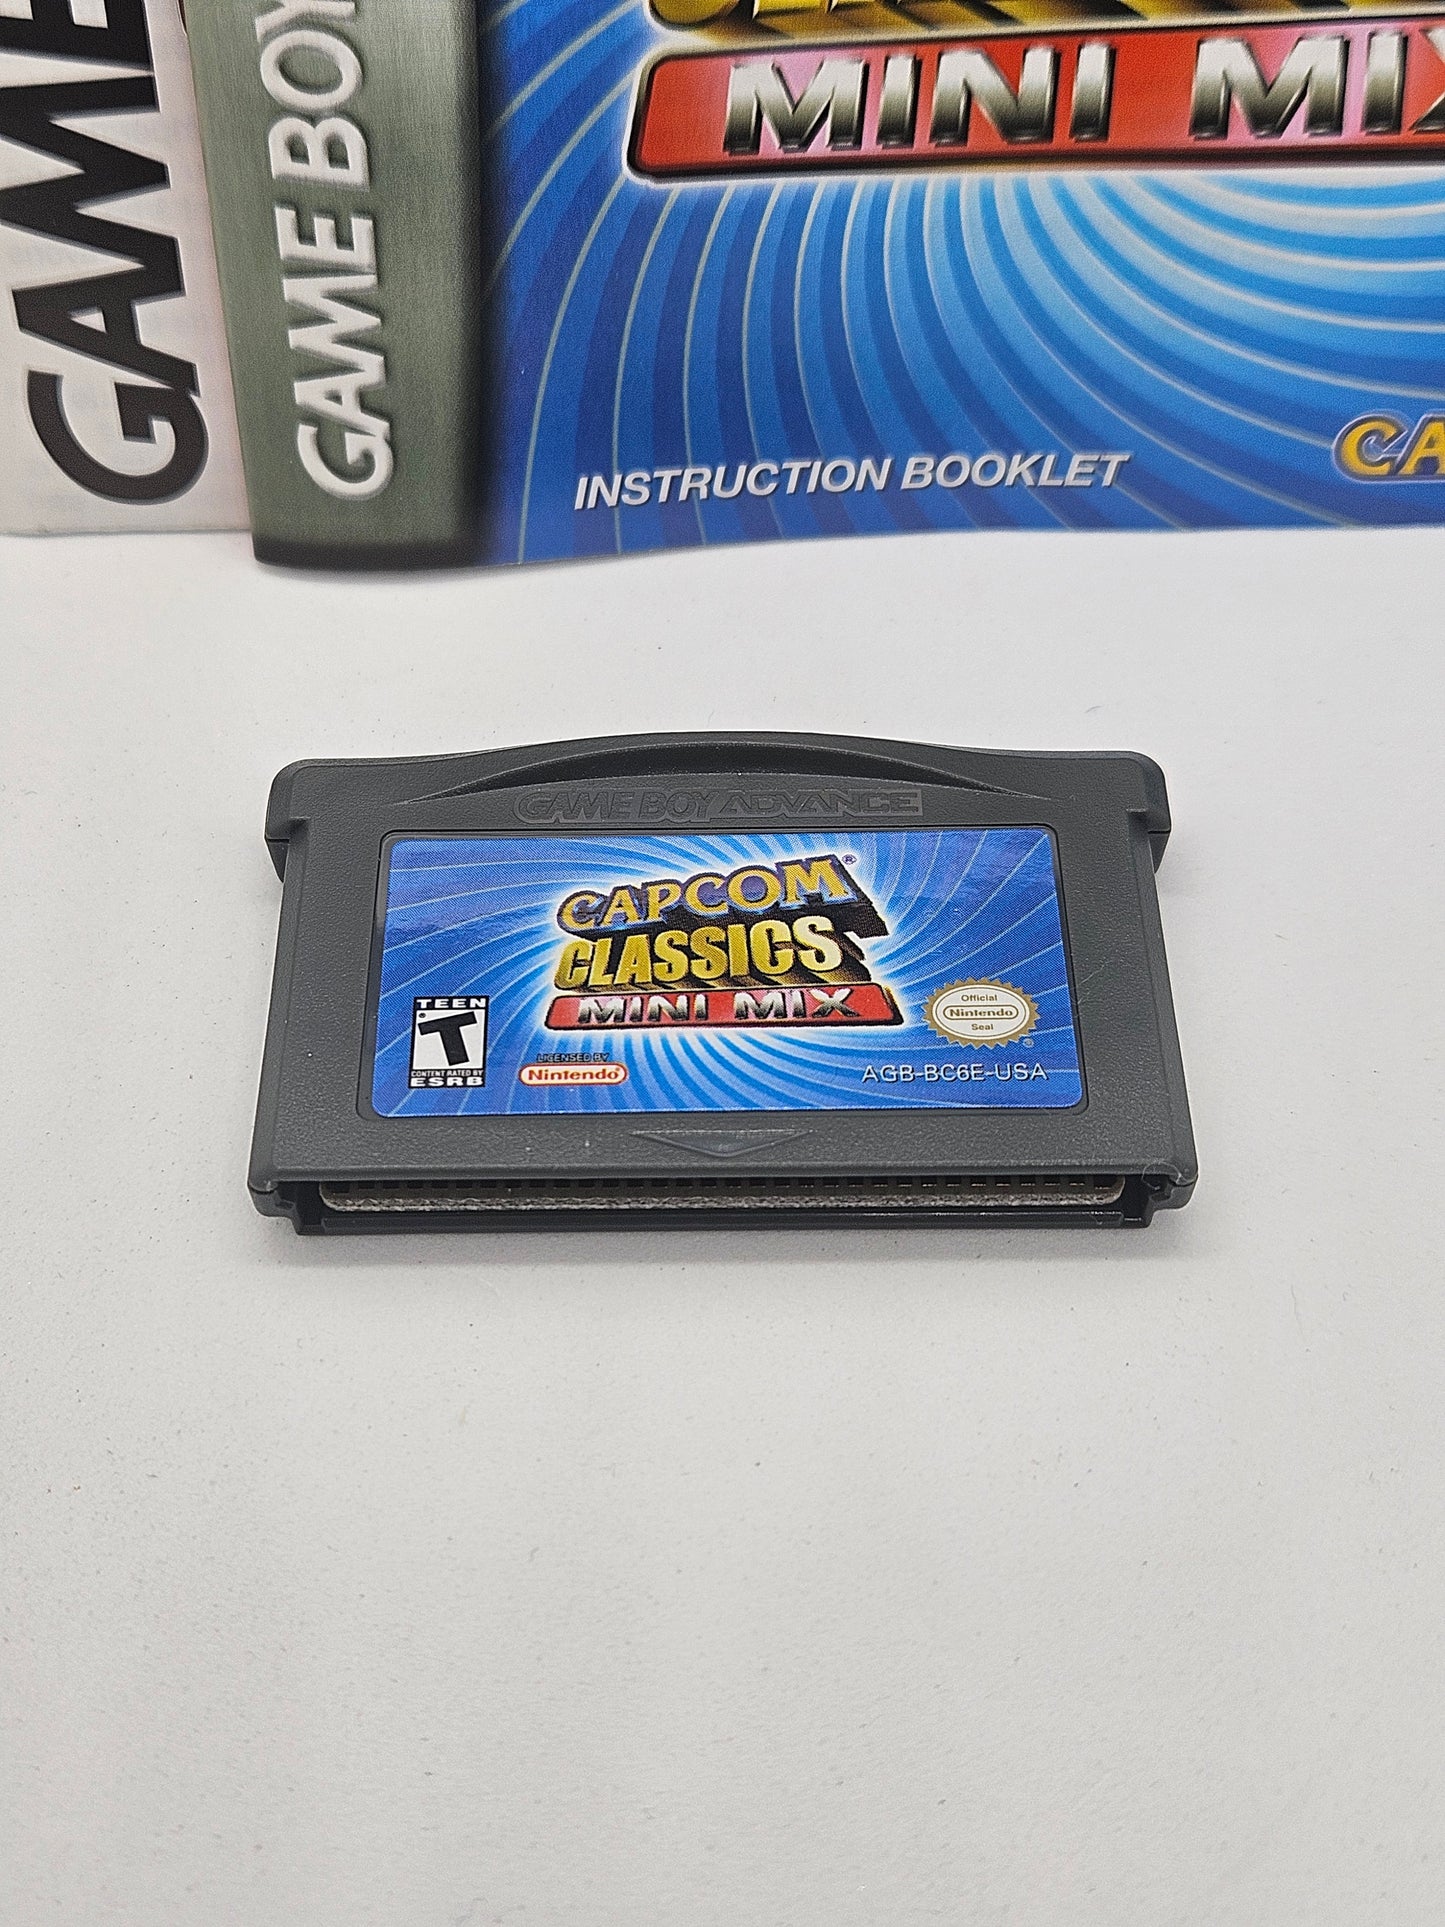 GAME
GAME BOY
MINI MIX
INSTRUCTION BOOKLET
GAME BOY ADVANCE
CAPCOM®
CLASSICS
MINI MIX
TEEN
T
CONTENT RATED BY
ESRB
LICENSED BY
Nintendo
Official
Nintendo
Seal
®
AGB-BC6E-USA